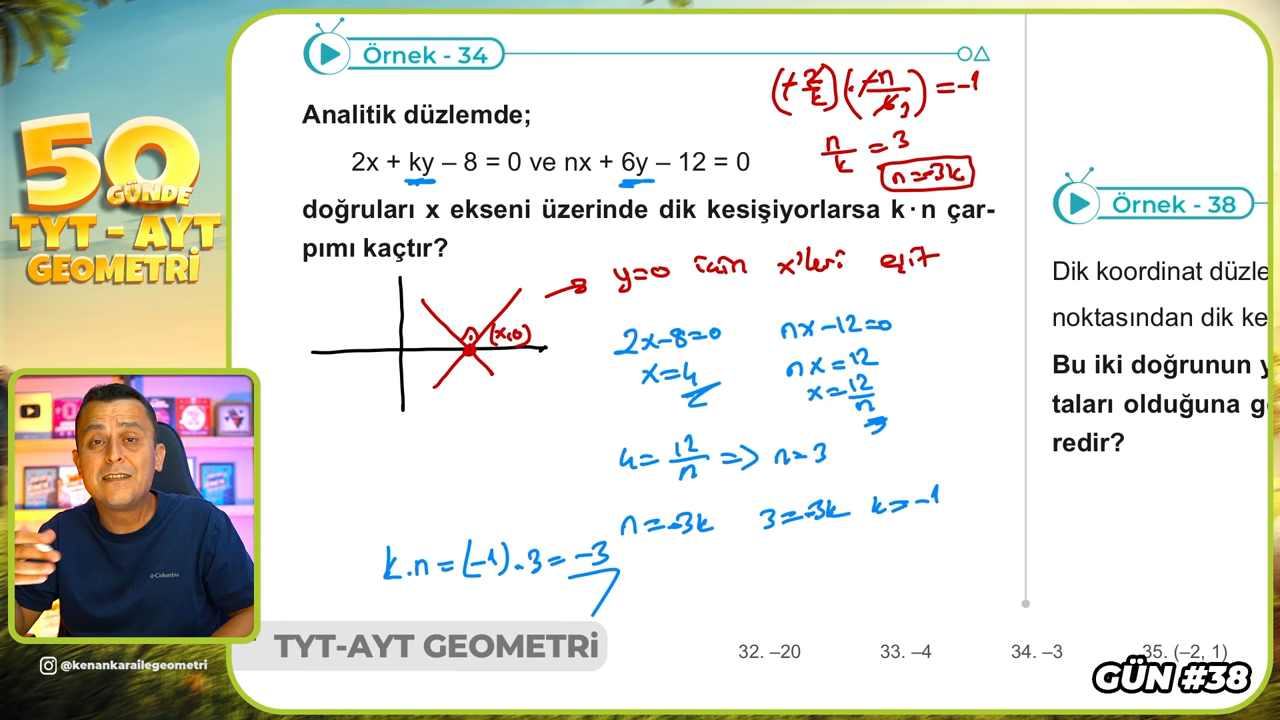 50
GÜNDE
TYT - AYT
GEOMETRİ
Örnek - 34
Analitik düzlemde;
2x + ky – 8 = 0 ve nx + 6y – 12 = 0
doğruları x ekseni üzerinde dik kesişiyorlarsa k·n çar-
pımı kaçtır?
n/k = 3
n=-3k
(x,0)
y=0 için x'leri eşit
2x-8=0
x=4
nx-12=0
nx=12
x=12/n
4=12/n => n=3
n=-3k 3=-3k k=-1
k.n=(-1).3=-3
Örnek - 38
Dik koordinat düzle
noktasından dik ke
Bu iki doğrunun y
taları olduğuna g
redir?
Columbia
@kenankarailegeometri
TYT-AYT GEOMETRİ
32. –20 33. –4 34. –3 35. (–2, 1)
GÜN #38